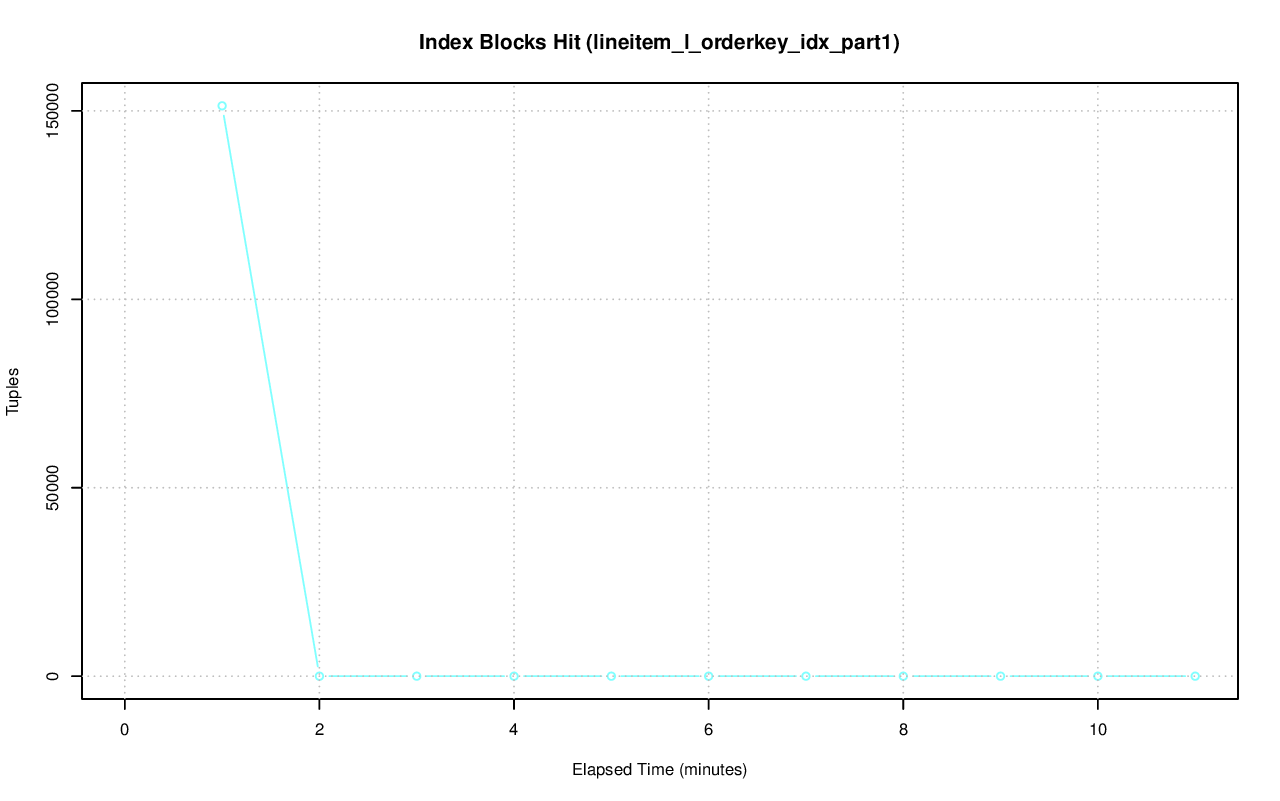 Index Blocks Hit (lineitem_l_orderkey_idx_part1)
150000
100000
50000
0
Tuples
0 2 4 6 8 10
Elapsed Time (minutes)